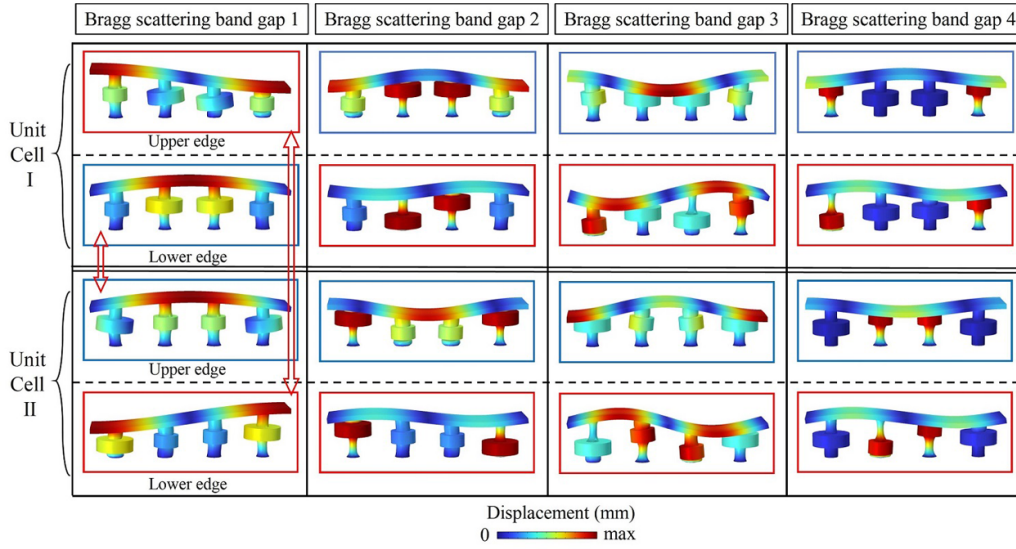 Bragg scattering band gap 1
Bragg scattering band gap 2
Bragg scattering band gap 3
Bragg scattering band gap 4
Unit
Cell
I
Upper edge
Lower edge
Unit
Cell
II
Upper edge
Lower edge
Displacement (mm)
0
max